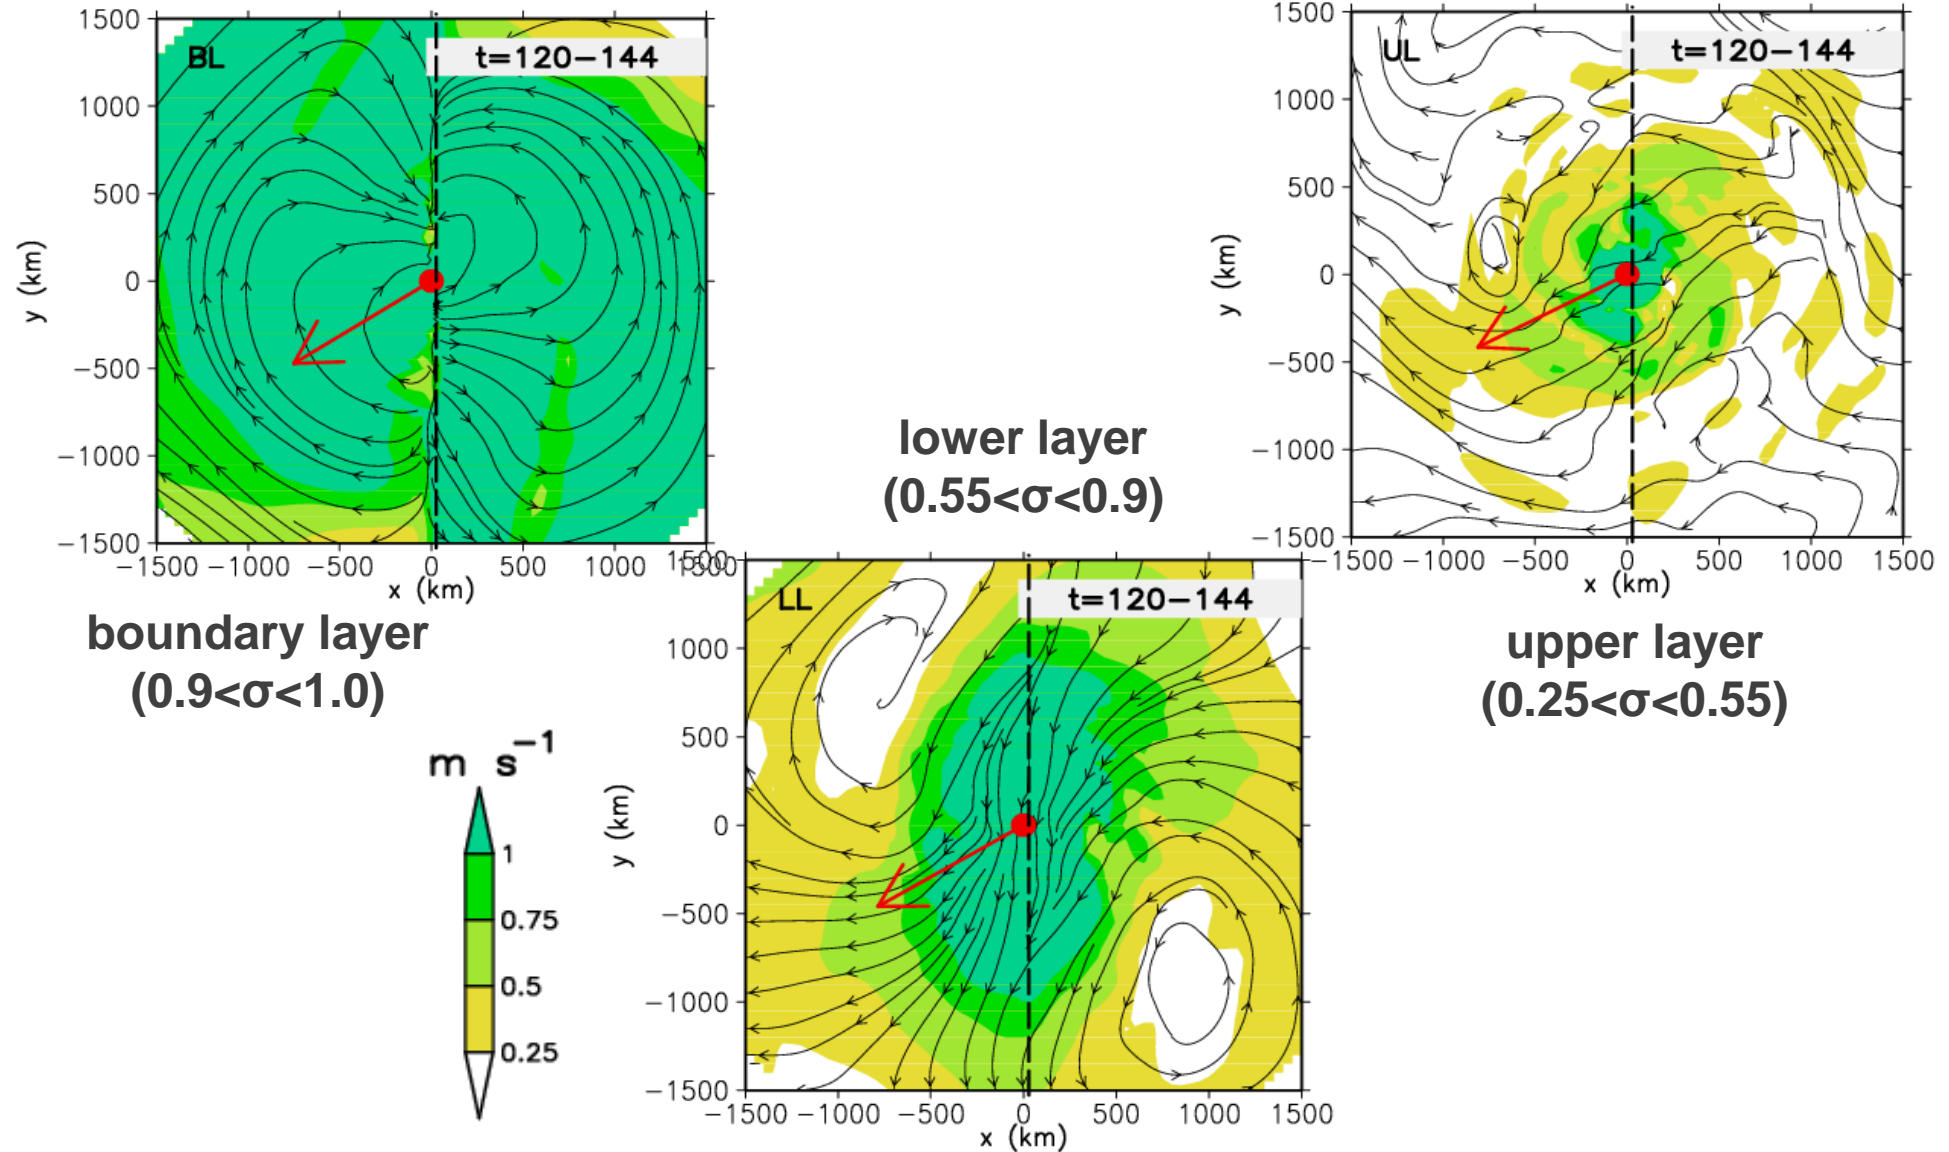 BL
t=120−144
1500
1000
500
0
−500
−1000
−1500
y (km)
−1500 −1000 −500 0 500 1000 1500
x (km)
boundary layer
(0.9<σ<1.0)
UL
t=120−144
1500
1000
500
0
−500
−1000
−1500
y (km)
−1500 −1000 −500 0 500 1000 1500
x (km)
upper layer
(0.25<σ<0.55)
lower layer
(0.55<σ<0.9)
LL
t=120−144
1500
1000
500
0
−500
−1000
−1500
y (km)
−1500 −1000 −500 0 500 1000 1500
x (km)
m s−1
1
0.75
0.5
0.25